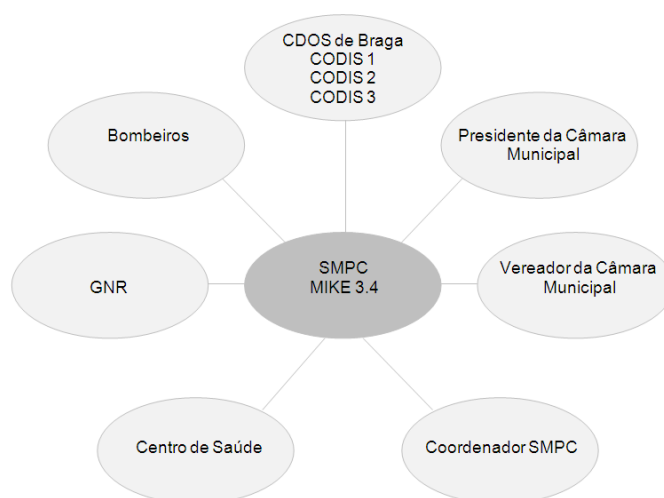 CDOS de Braga
CODIS 1
CODIS 2
CODIS 3
Bombeiros
Presidente da Câmara
Municipal
GNR
SMPC
MIKE 3.4
Vereador da Câmara
Municipal
Centro de Saúde
Coordenador SMPC